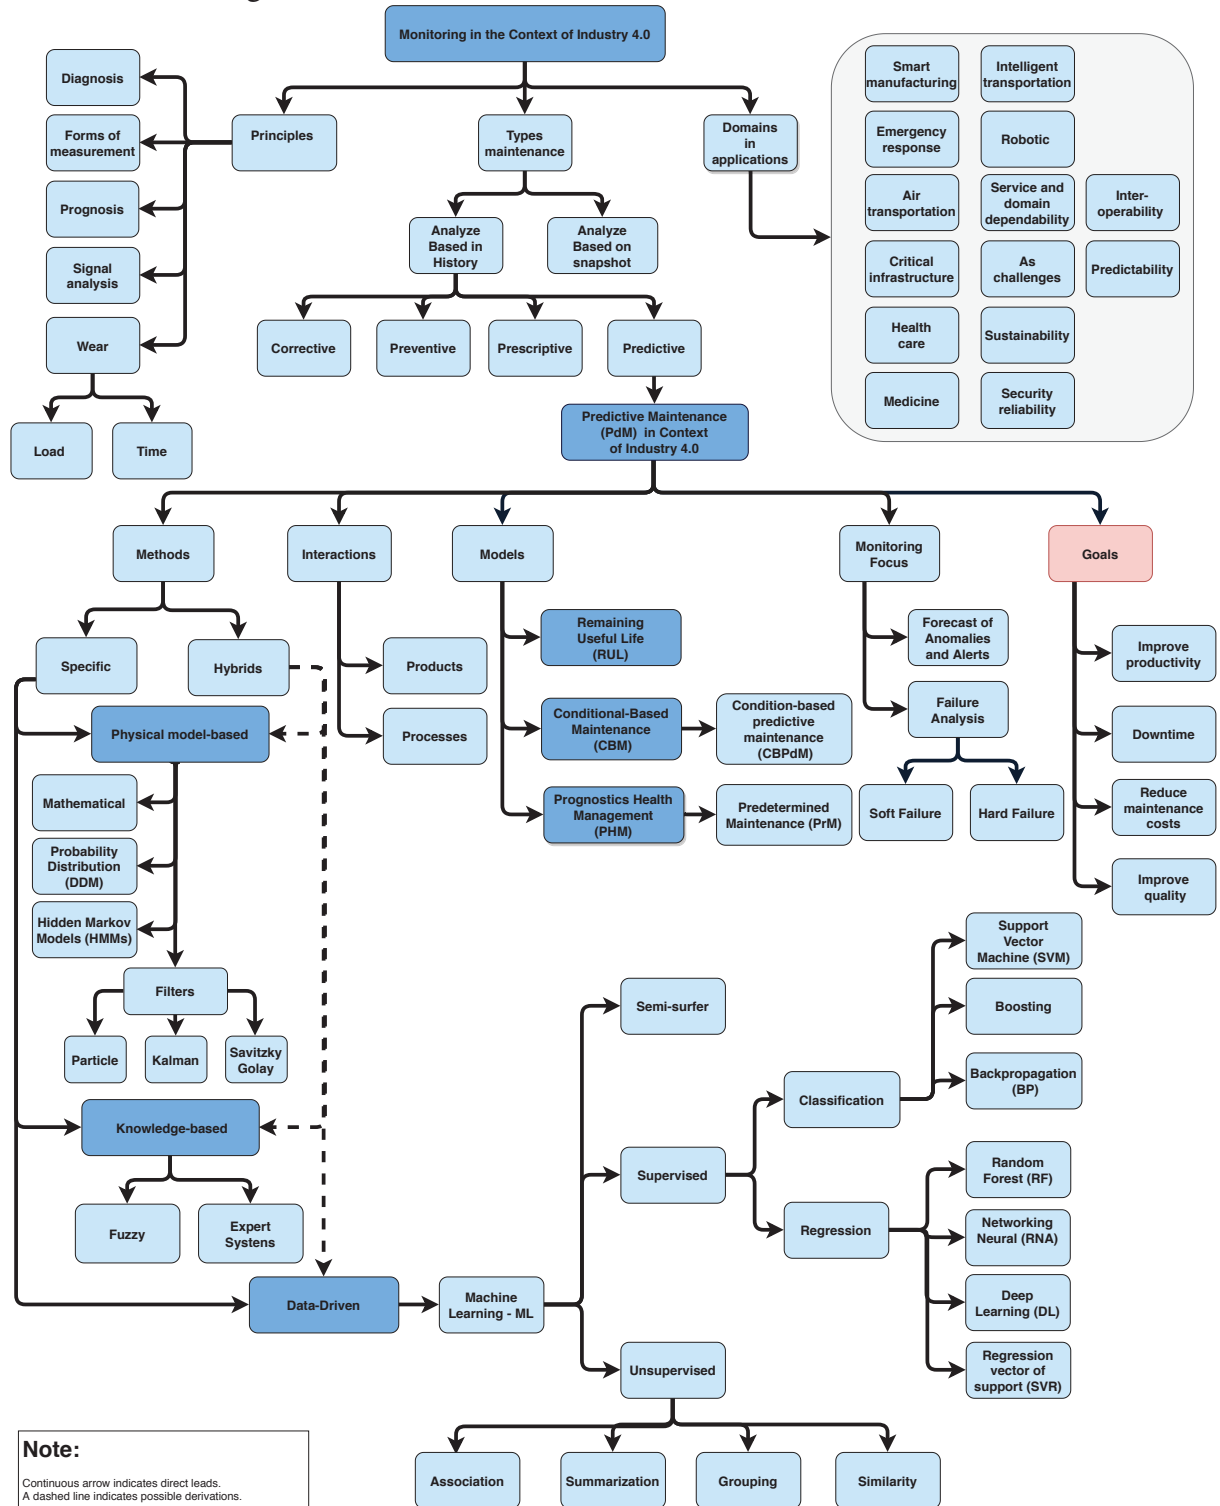 Monitoring in the Context of Industry 4.0
Diagnosis
Forms of
measurement
Prognosis
Signal
analysis
Wear
Load
Time
Principles
Types
maintenance
Domains
in
applications
Analyze
Based in
History
Analyze
Based on
snapshot
Corrective
Preventive
Prescriptive
Predictive
Smart
manufacturing
Intelligent
transportation
Emergency
response
Robotic
Air
transportation
Service and
domain
dependability
Inter-
operability
Critical
infrastructure
As
challenges
Predictability
Health
care
Sustainability
Medicine
Security
reliability
Predictive Maintenance
(PdM) in Context
of Industry 4.0
Methods
Interactions
Models
Monitoring
Focus
Goals
Specific
Hybrids
Products
Processes
Remaining
Useful Life
(RUL)
Conditional-Based
Maintenance
(CBM)
Condition-based
predictive
maintenance
(CBPdM)
Prognostics Health
Management
(PHM)
Predetermined
Maintenance (PrM)
Forecast of
Anomalies
and Alerts
Failure
Analysis
Soft Failure
Hard Failure
Improve
productivity
Downtime
Reduce
maintenance
costs
Improve
quality
Physical model-based
Mathematical
Probability
Distribution
(DDM)
Hidden Markov
Models (HMMs)
Filters
Particle
Kalman
Savitzky
Golay
Knowledge-based
Fuzzy
Expert
Systens
Data-Driven
Machine
Learning - ML
Semi-surfer
Supervised
Unsupervised
Classification
Regression
Support
Vector
Machine (SVM)
Boosting
Backpropagation
(BP)
Random
Forest (RF)
Networking
Neural (RNA)
Deep
Learning (DL)
Regression
vector of
support (SVR)
Association
Summarization
Grouping
Similarity
Note:
Continuous arrow indicates direct leads.
A dashed line indicates possible derivations.